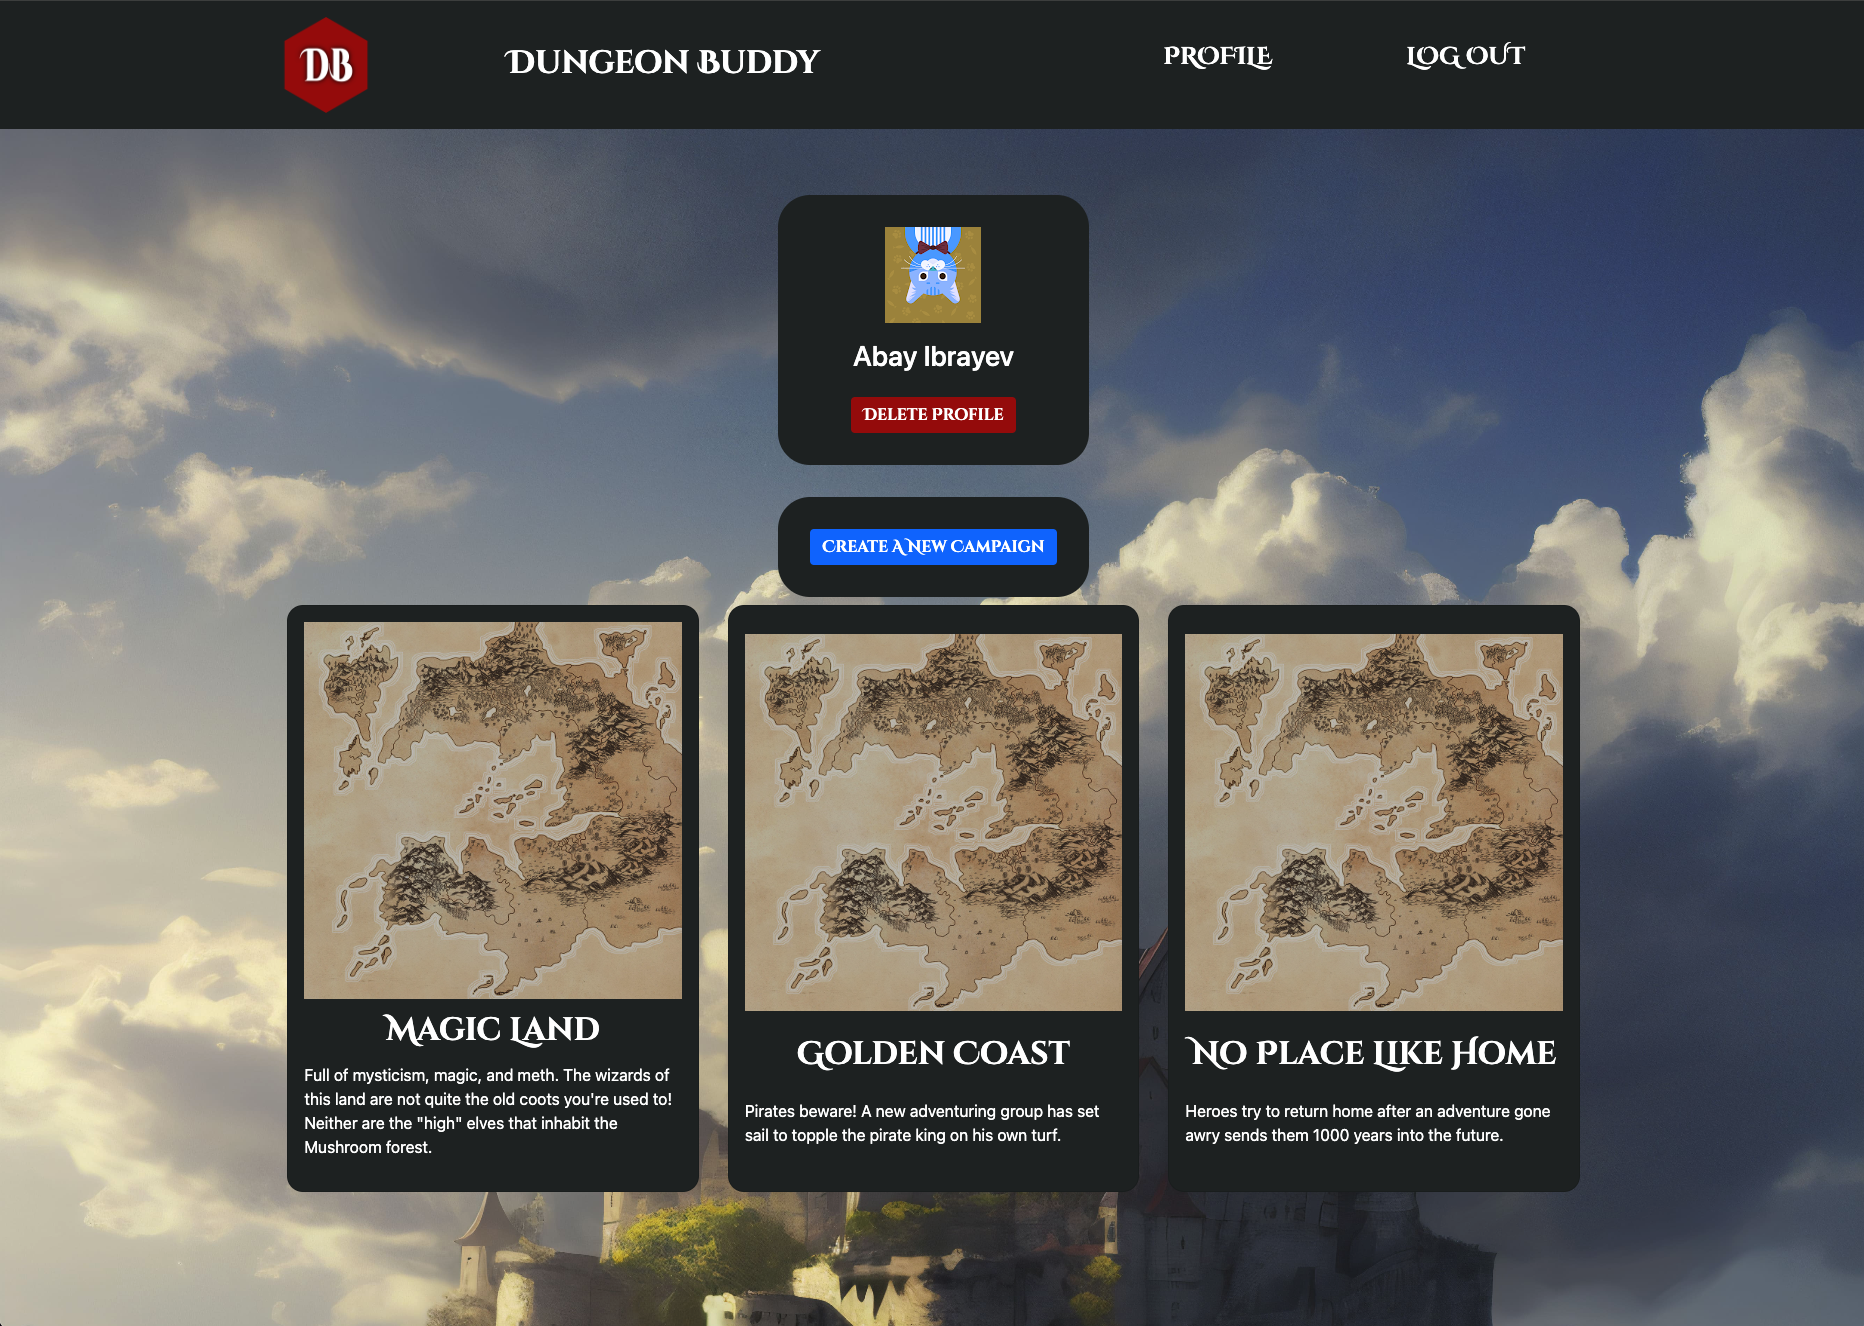 DB
Dungeon Buddy
Profile
Log Out
Abay Ibrayev
Delete Profile
Create A New Campaign
Magic Land
Full of mysticism, magic, and meth. The wizards of
this land are not quite the old coots you're used to!
Neither are the "high" elves that inhabit the
Mushroom forest.
Golden Coast
Pirates beware! A new adventuring group has set
sail to topple the pirate king on his own turf.
No Place Like Home
Heroes try to return home after an adventure gone
awry sends them 1000 years into the future.